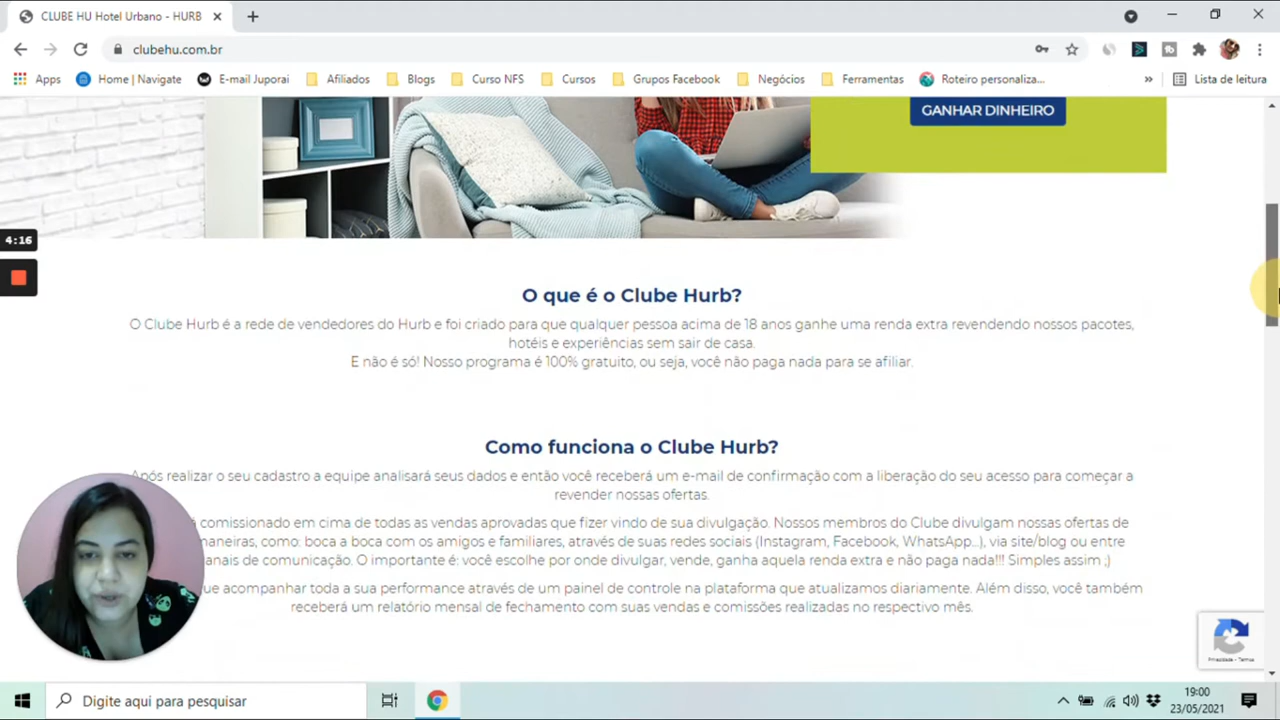 CLUBE HU Hotel Urbano - HURB
clubehu.com.br
Apps
Home | Navigate
E-mail Juporai
Afiliados
Blogs
Curso NFS
Cursos
Grupos Facebook
Negócios
Ferramentas
Roteiro personaliza...
»
Lista de leitura
GANHAR DINHEIRO
4:16
O que é o Clube Hurb?
O Clube Hurb é a rede de vendedores do Hurb e foi criado para que qualquer pessoa acima de 18 anos ganhe uma renda extra revendendo nossos pacotes,
hotéis e experiências sem sair de casa.
E não é só! Nosso programa é 100% gratuito, ou seja, você não paga nada para se afiliar.
Como funciona o Clube Hurb?
Após realizar o seu cadastro a equipe analisará seus dados e então você receberá um e-mail de confirmação com a liberação do seu acesso para começar a
revender nossas ofertas.
comissionado em cima de todas as vendas aprovadas que fizer vindo de sua divulgação. Nossos membros do Clube divulgam nossas ofertas de
maneiras, como: boca a boca com os amigos e familiares, através de suas redes sociais (Instagram, Facebook, WhatsApp...), via site/blog ou entre
anais de comunicação. O importante é: você escolhe por onde divulgar, vende, ganha aquela renda extra e não paga nada!!! Simples assim ;)
que acompanhar toda a sua performance através de um painel de controle na plataforma que atualizamos diariamente. Além disso, você também
receberá um relatório mensal de fechamento com suas vendas e comissões realizadas no respectivo mês.
Privacidade - Termos
Digite aqui para pesquisar
19:00
23/05/2021